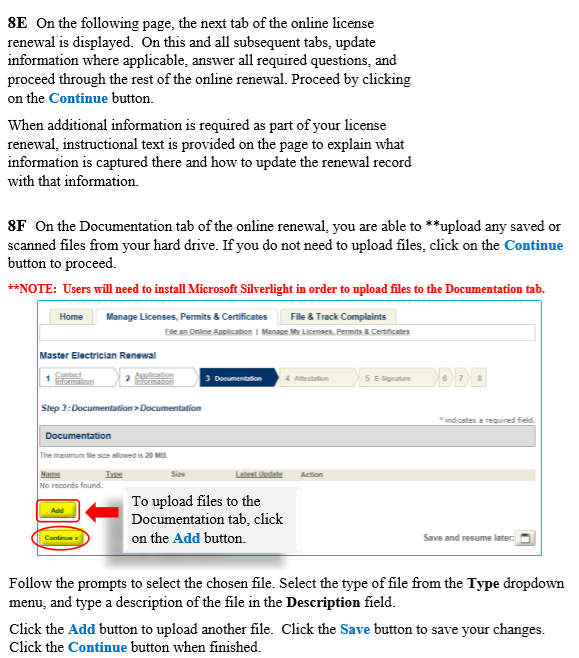 8E On the following page, the next tab of the online license
renewal is displayed. On this and all subsequent tabs, update
information where applicable, answer all required questions, and
proceed through the rest of the online renewal. Proceed by clicking
on the Continue button.
When additional information is required as part of your license
renewal, instructional text is provided on the page to explain what
information is captured there and how to update the renewal record
with that information.
8F On the Documentation tab of the online renewal, you are able to **upload any saved or
scanned files from your hard drive. If you do not need to upload files, click on the Continue
button to proceed.
**NOTE: Users will need to install Microsoft Silverlight in order to upload files to the Documentation tab.
Home Manage Licenses, Permits & Certificates File & Track Complaints
File an Online Application | Manage My Licenses, Permits & Certificates
Master Electrician Renewal
1 Contact Information 2 Application Information 3 Documentation 4 Attestation 5 E Signature 6 7 8
Step 3: Documentation > Documentation
* indicates a required field.
Documentation
The maximum file size allowed is 20 MB.
Name Type Size Latest Update Action
No records found.
Add
To upload files to the
Documentation tab, click
on the Add button.
Continue »
Save and resume later:
Follow the prompts to select the chosen file. Select the type of file from the Type dropdown
menu, and type a description of the file in the Description field.
Click the Add button to upload another file. Click the Save button to save your changes.
Click the Continue button when finished.